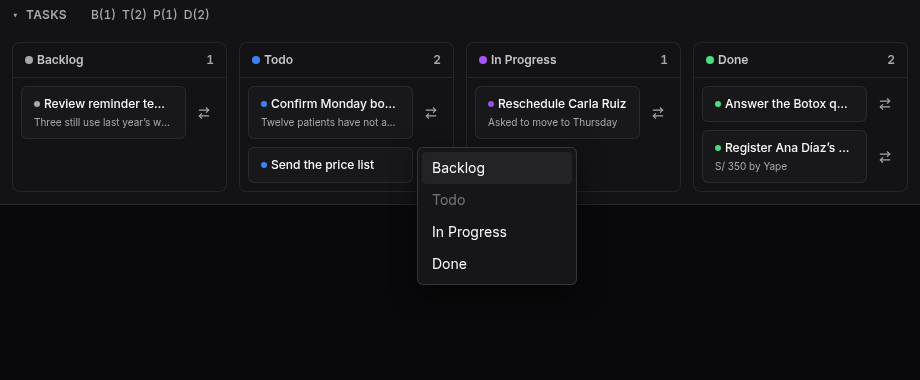 TASKS B(1) T(2) P(1) D(2)
Backlog 1
Review reminder te...
Three still use last year's w...
Todo 2
Confirm Monday bo...
Twelve patients have not a...
Send the price list
In Progress 1
Reschedule Carla Ruiz
Asked to move to Thursday
Done 2
Answer the Botox q...
Register Ana Díaz's ...
S/ 350 by Yape
Backlog
Todo
In Progress
Done